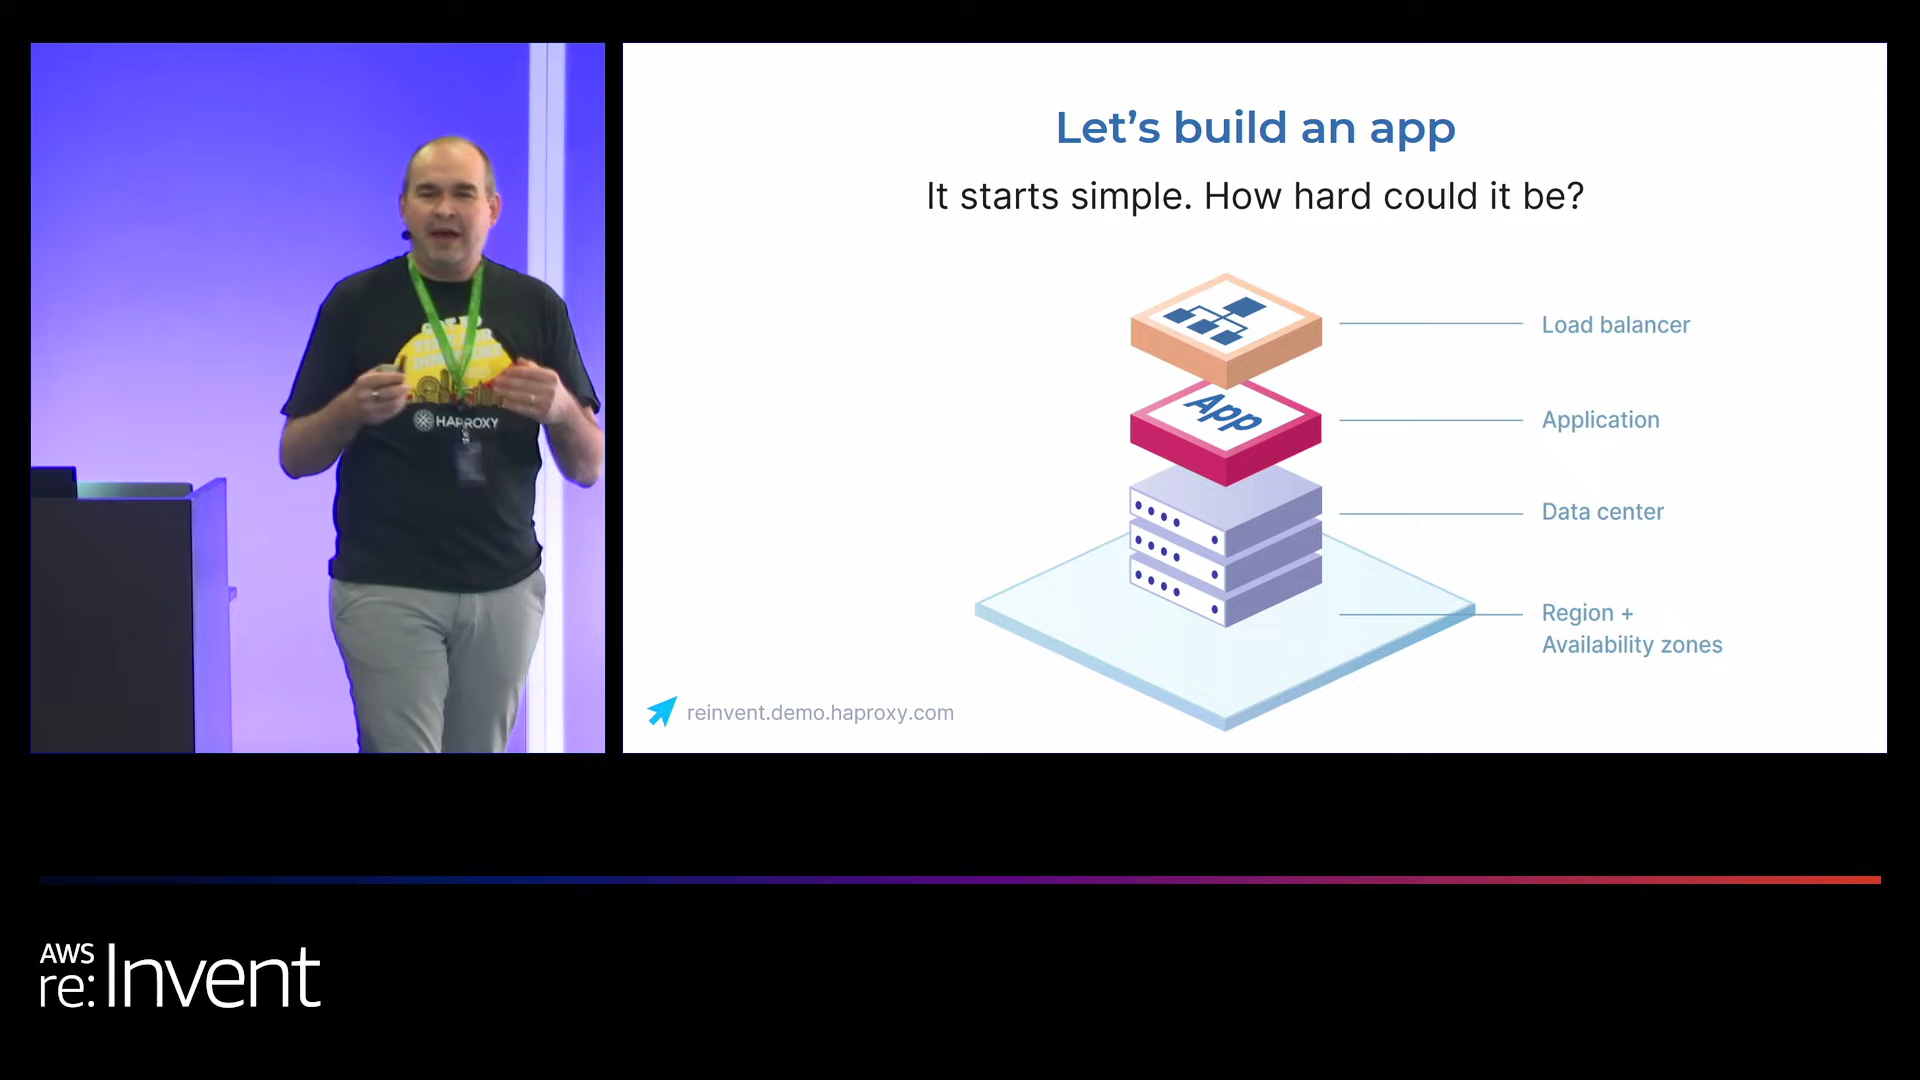 Let's build an app
It starts simple. How hard could it be?
Load balancer
App
Application
Data center
Region +
Availability zones
reinvent.demo.haproxy.com
HAPROXY
AWS
re:Invent